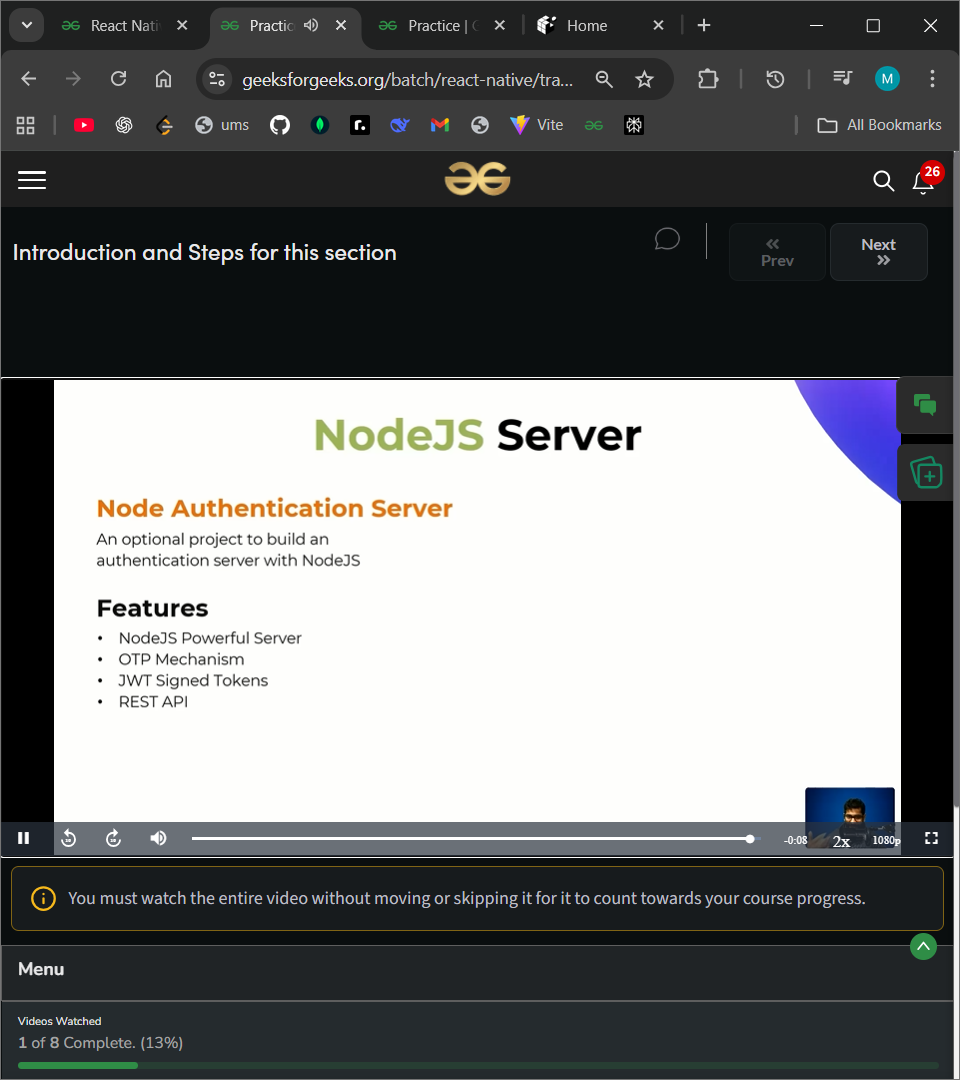 React Nati
Practic
Practice | G
Home
geeksforgeeks.org/batch/react-native/tra...
M
ums
Vite
All Bookmarks
26
Introduction and Steps for this section
Prev
Next
NodeJS Server
Node Authentication Server
An optional project to build an
authentication server with NodeJS
Features
• NodeJS Powerful Server
• OTP Mechanism
• JWT Signed Tokens
• REST API
-0:08
2x
1080p
You must watch the entire video without moving or skipping it for it to count towards your course progress.
Menu
Videos Watched
1 of 8 Complete. (13%)